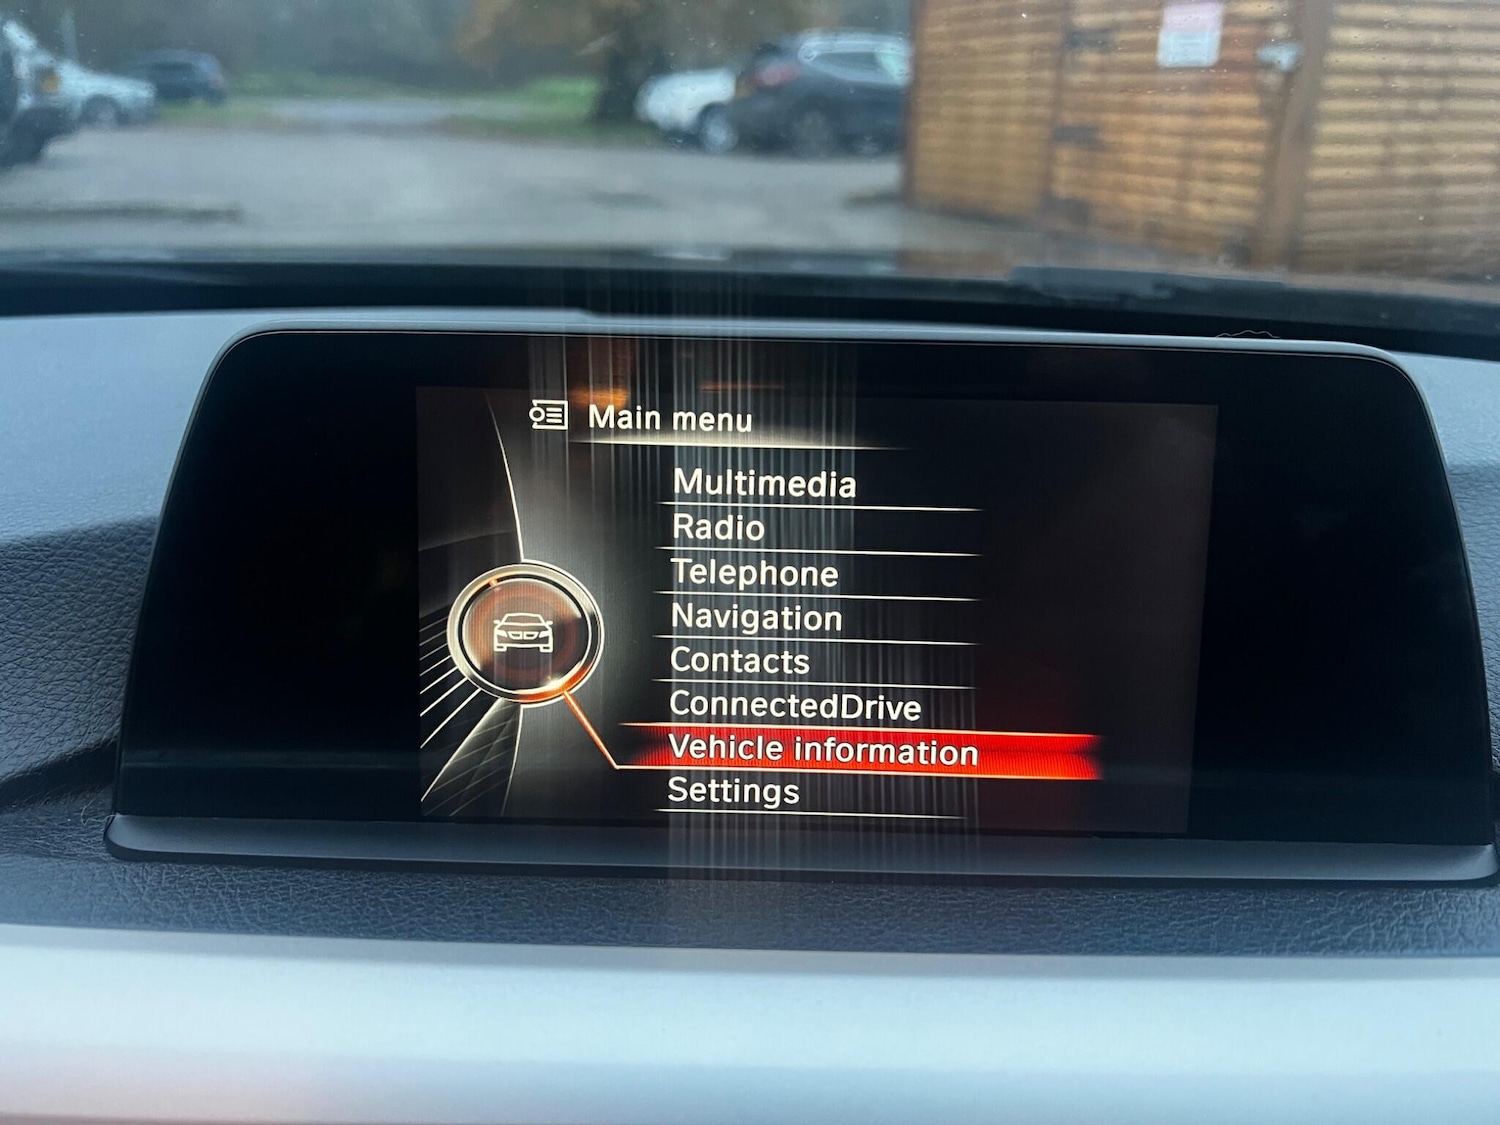 Main menu
Multimedia
Radio
Telephone
Navigation
Contacts
ConnectedDrive
Vehicle information
Settings